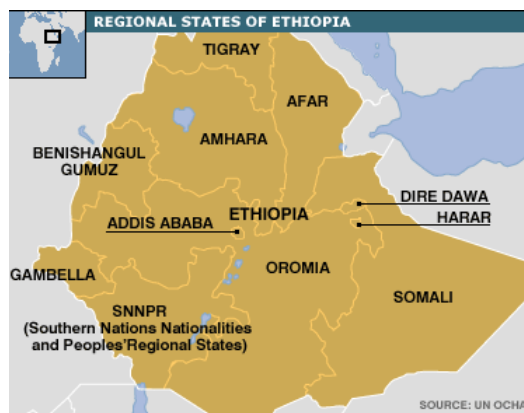 REGIONAL STATES OF ETHIOPIA
TIGRAY
AFAR
AMHARA
BENISHANGUL
GUMUZ
DIRE DAWA
ADDIS ABABA
ETHIOPIA
HARAR
GAMBELLA
OROMIA
SOMALI
SNNPR
(Southern Nations Nationalities
and Peoples'Regional States)
SOURCE: UN OCHA